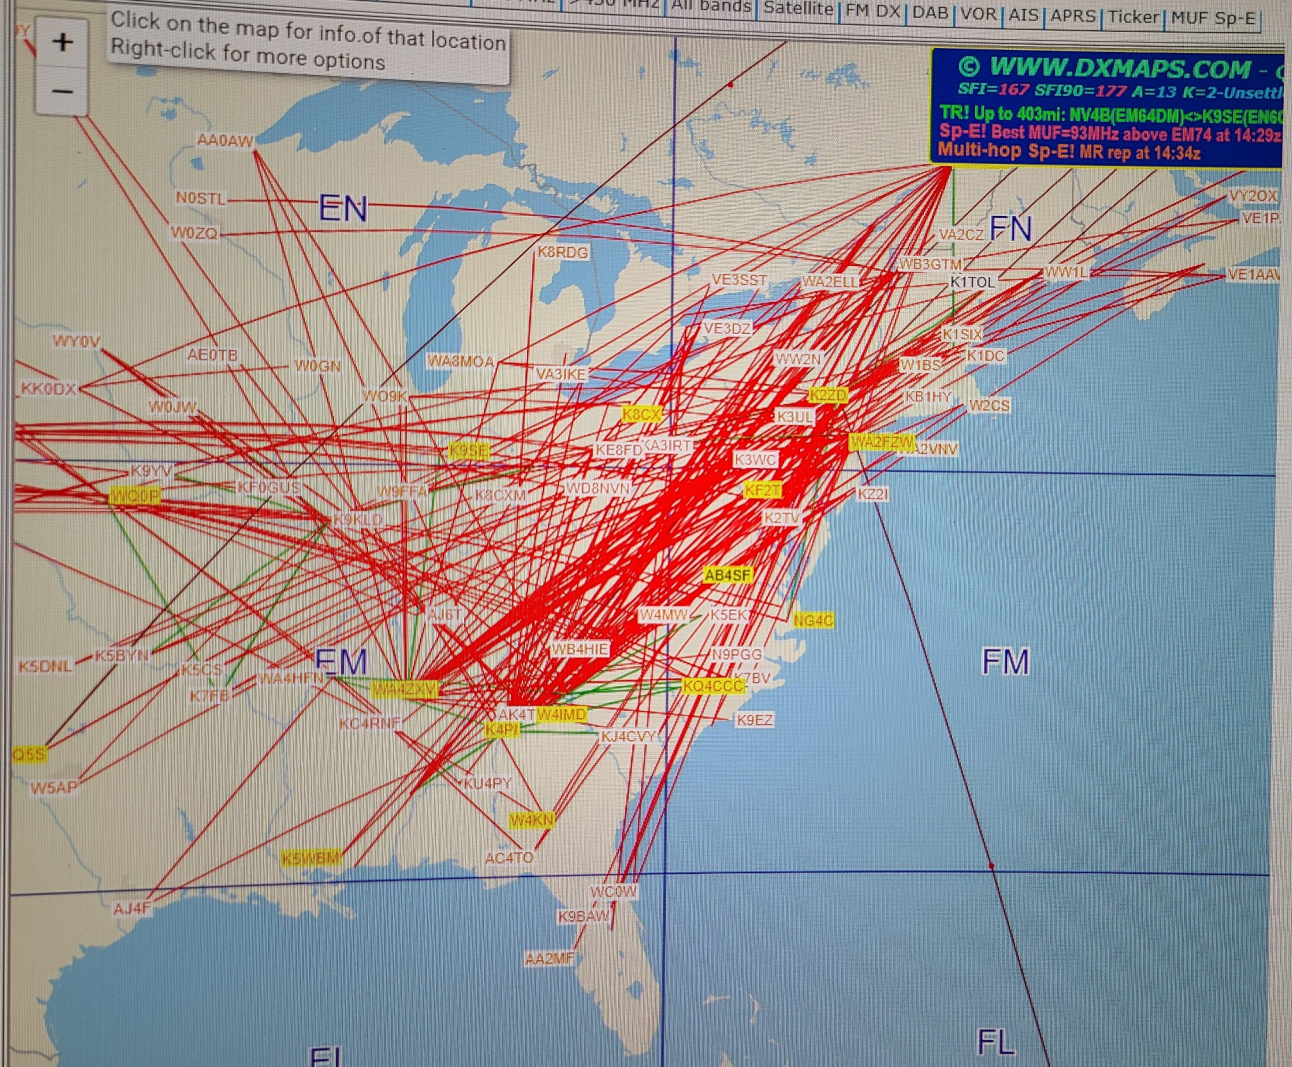 All bands | Satellite | FM DX | DAB | VOR | AIS | APRS | Ticker | MUF Sp-E |
+
−
Click on the map for info.of that location
Right-click for more options
© WWW.DXMAPS.COM -
SFI=167 SFI90=177 A=13 K=2-Unsettl
TR! Up to 403mi: NV4B(EM64DM)<>K9SE(EN60
Sp-E! Best MUF=93MHz above EM74 at 14:29z
Multi-hop Sp-E! MR rep at 14:34z
AA0AW
N0STL
EN
VY2OX
W0ZQ
VE1P
VA2CZ
FN
K8RDG
WB3GTM
WW1L
VE1AAV
VE3SST
WA2ELL
K1TOL
VE3DZ
K1SIX
WY0V
AE0TB
W0GN
WA8MOA
VA3IKE
WW2N
W1BS
K1DC
KK0DX
W0JW
WO9K
K2ZD
KB1HY
W2CS
K8CX
K3UL
K9SE
KE8FD
KA3IRT
WA2FZW
A2VNV
K3WC
K9YV
WQ0P
KF0GUS
W9FFA
K8CXM
WD8NVN
KF2T
KZ2I
K9KLD
K2TV
AB4SF
AJ6T
W4MW
K5EK
NG4C
K5DNL
K5BYN
K5CS
EM
WB4HIE
N9PGG
FM
K7FB
WA4HFN
WA4ZXV
KQ4CCC
K7BV
KC4RNF
AK4T
W4IMD
K9EZ
K4PI
KJ4CVY
Q5S
W5AP
KU4PY
W4KN
K5WBM
AC4TO
AJ4F
WC0W
K9BAW
AA2MF
FL